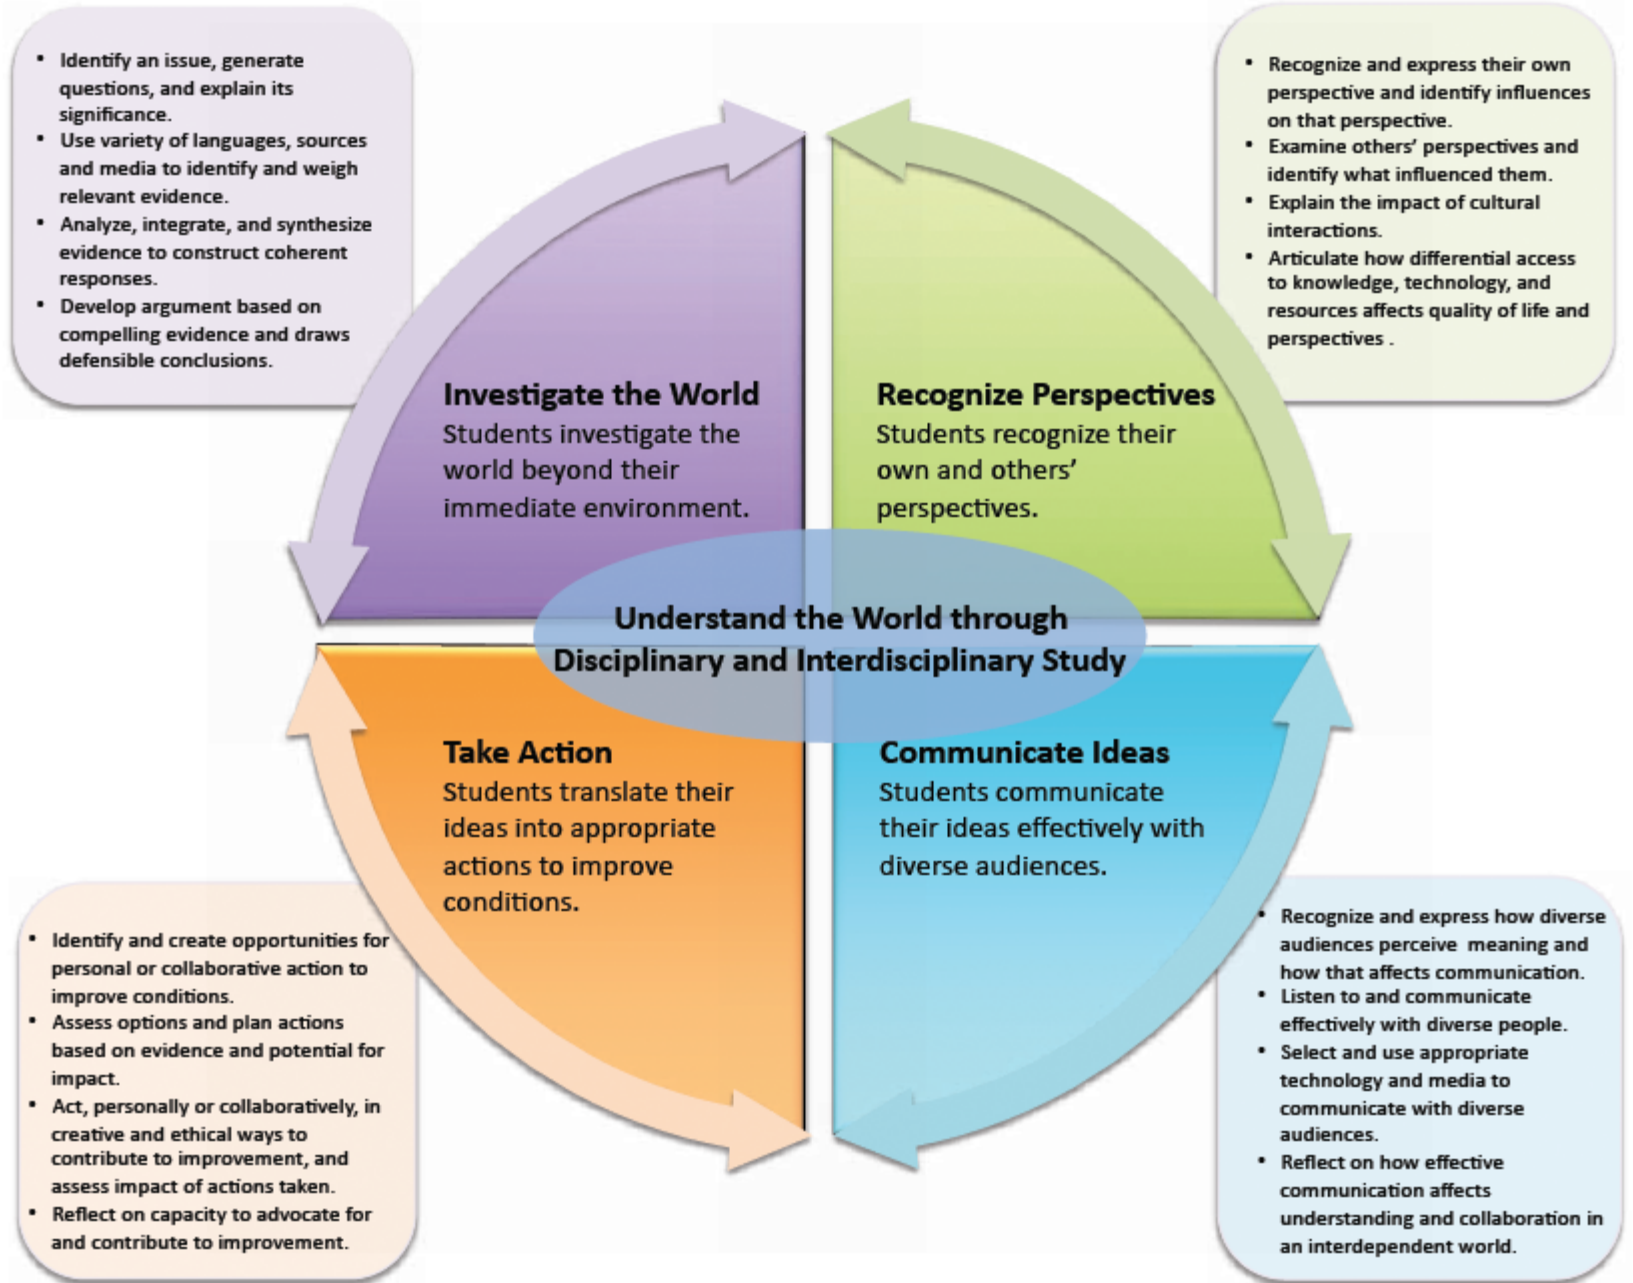 • Identify an issue, generate
questions, and explain its
significance.
• Use variety of languages, sources
and media to identify and weigh
relevant evidence.
• Analyze, integrate, and synthesize
evidence to construct coherent
responses.
• Develop argument based on
compelling evidence and draws
defensible conclusions.
• Recognize and express their own
perspective and identify influences
on that perspective.
• Examine others’ perspectives and
identify what influenced them.
• Explain the impact of cultural
interactions.
• Articulate how differential access
to knowledge, technology, and
resources affects quality of life and
perspectives .
Investigate the World
Students investigate the
world beyond their
immediate environment.
Recognize Perspectives
Students recognize their
own and others’
perspectives.
Understand the World through
Disciplinary and Interdisciplinary Study
Take Action
Students translate their
ideas into appropriate
actions to improve
conditions.
Communicate Ideas
Students communicate
their ideas effectively with
diverse audiences.
• Identify and create opportunities for
personal or collaborative action to
improve conditions.
• Assess options and plan actions
based on evidence and potential for
impact.
• Act, personally or collaboratively, in
creative and ethical ways to
contribute to improvement, and
assess impact of actions taken.
• Reflect on capacity to advocate for
and contribute to improvement.
• Recognize and express how diverse
audiences perceive  meaning and
how that affects communication.
• Listen to and communicate
effectively with diverse people.
• Select and use appropriate
technology and media to
communicate with diverse
audiences.
• Reflect on how effective
communication affects
understanding and collaboration in
an interdependent world.